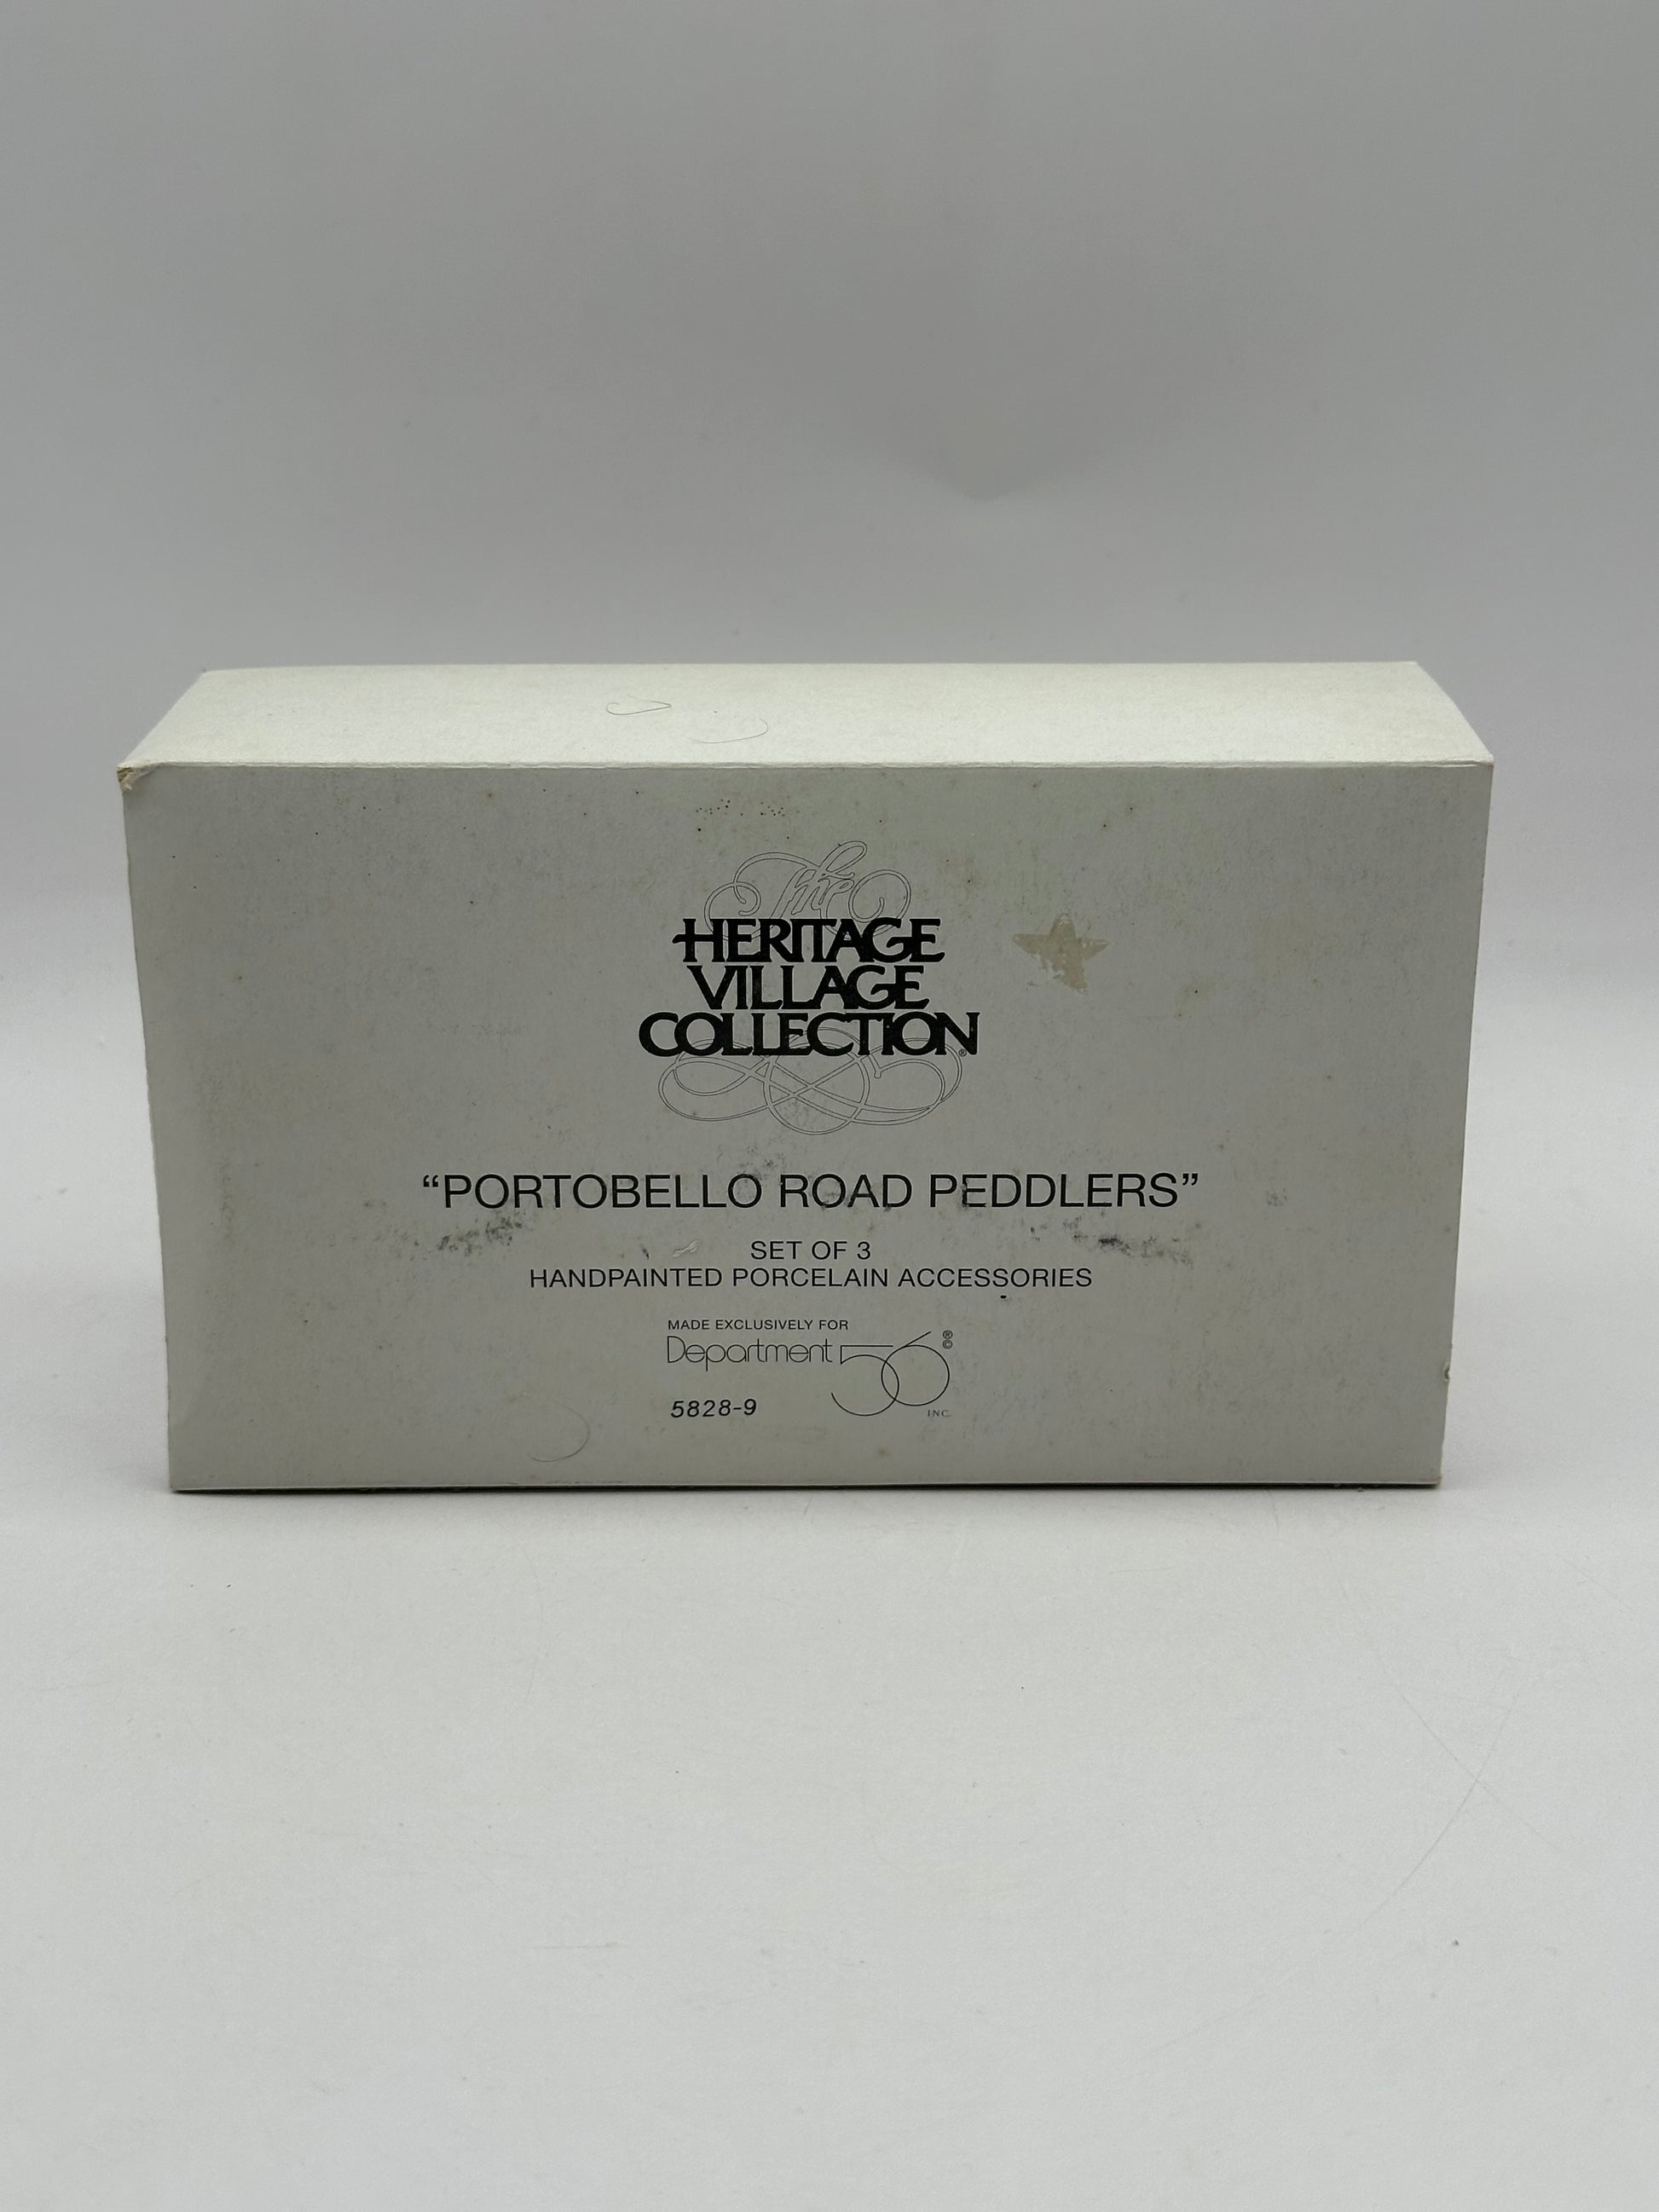 The
HERITAGE
VILLAGE
COLLECTION®
“PORTOBELLO ROAD PEDDLERS”
SET OF 3
HANDPAINTED PORCELAIN ACCESSORIES
MADE EXCLUSIVELY FOR
Department 56 ®©
INC.
5828-9